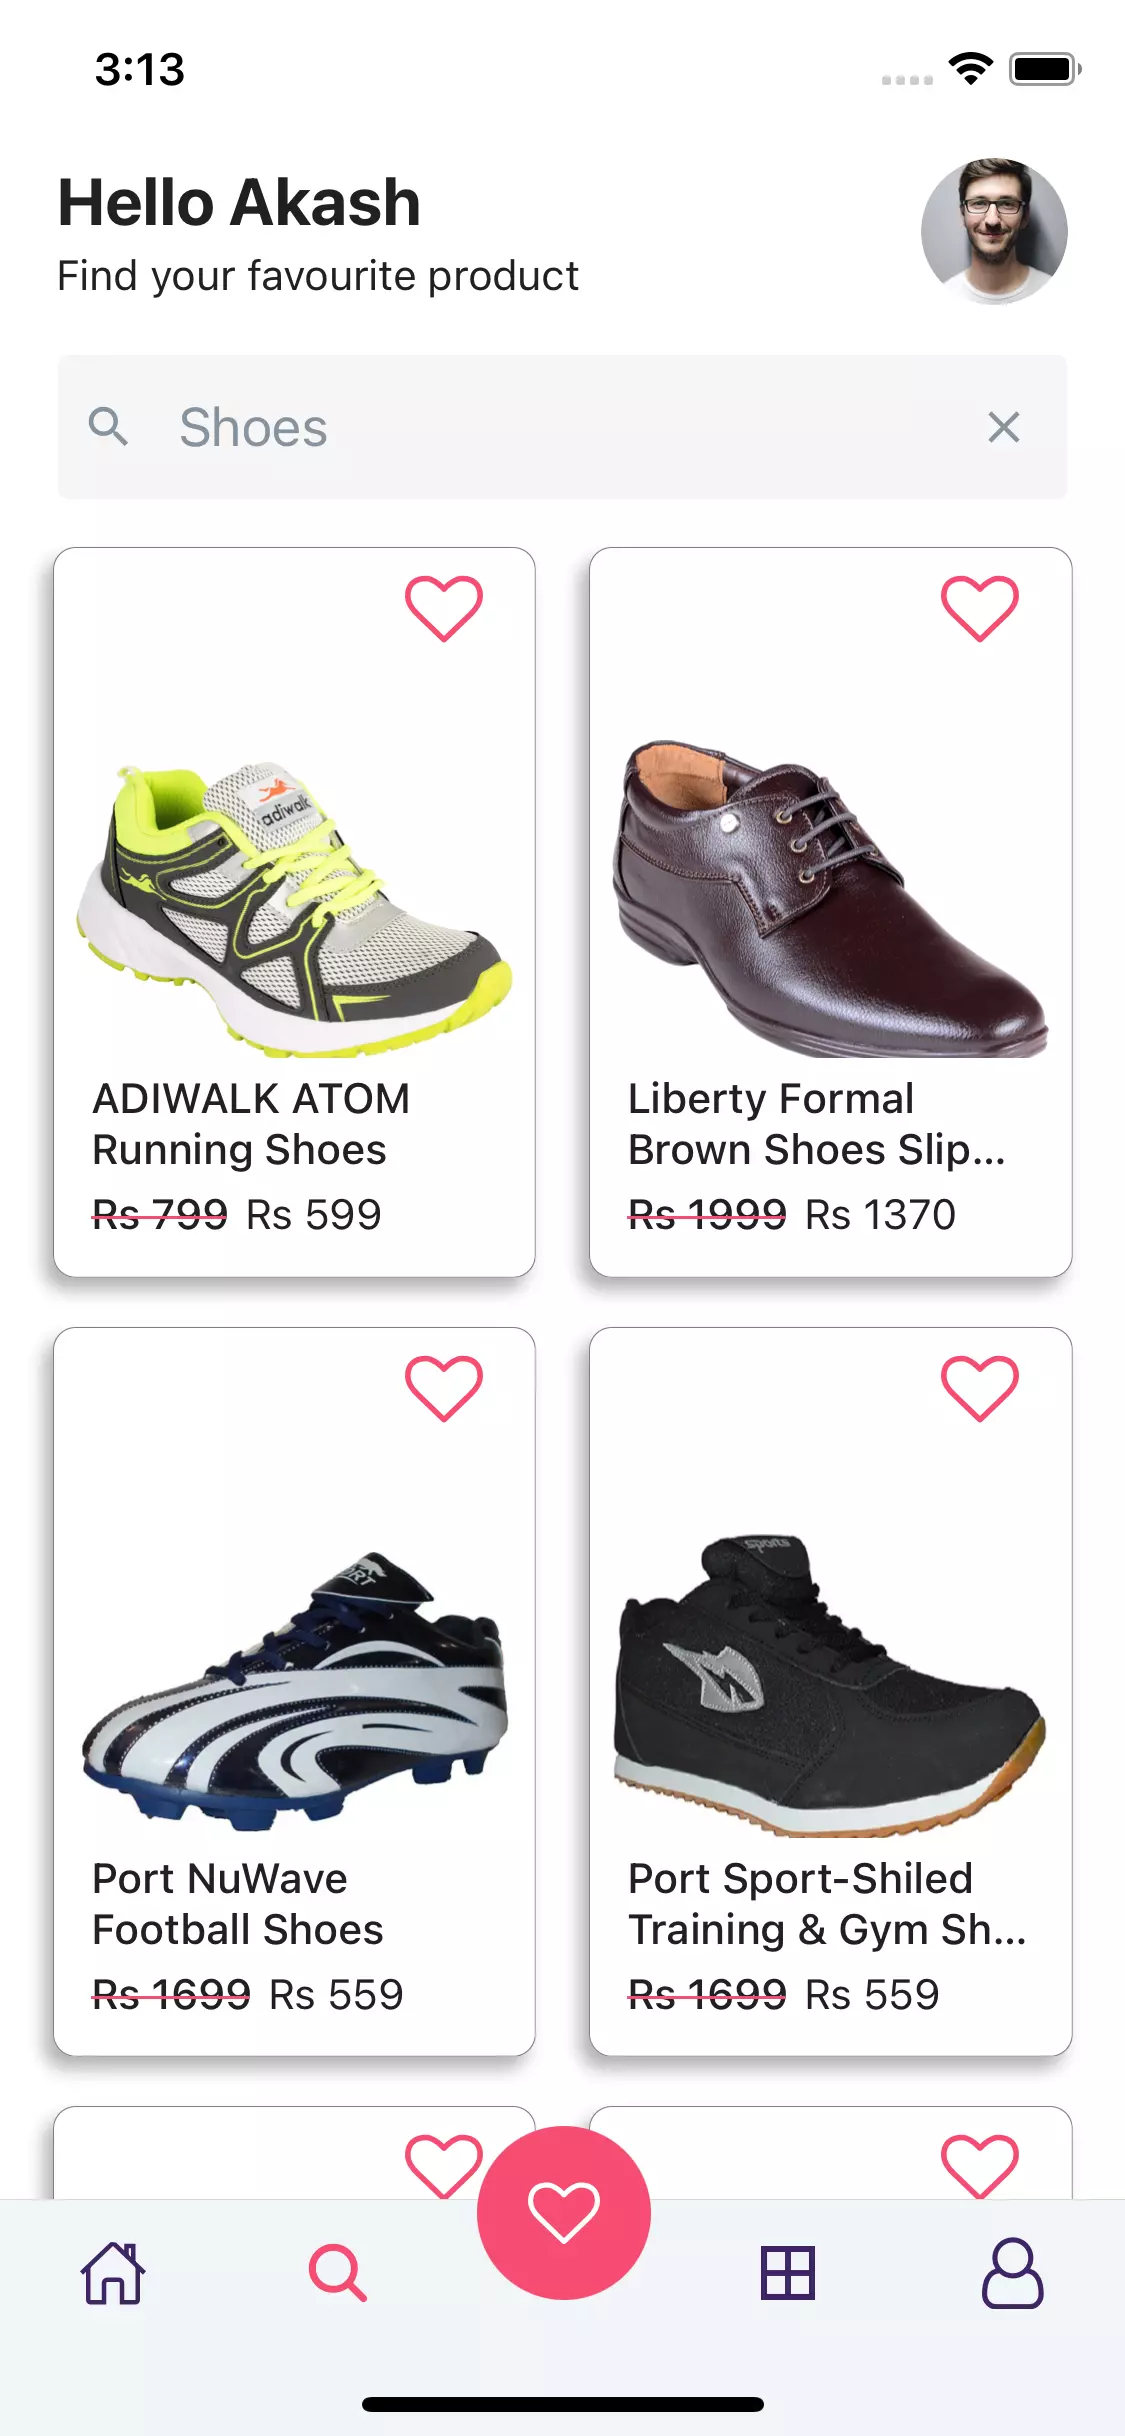 3:13
Hello Akash
Find your favourite product
Shoes
adiwalk
ADIWALK ATOM
Running Shoes
Rs 799 Rs 599
Liberty Formal
Brown Shoes Slip...
Rs 1999 Rs 1370
sports
Port NuWave
Football Shoes
Rs 1699 Rs 559
Port Sport-Shiled
Training & Gym Sh...
Rs 1699 Rs 559